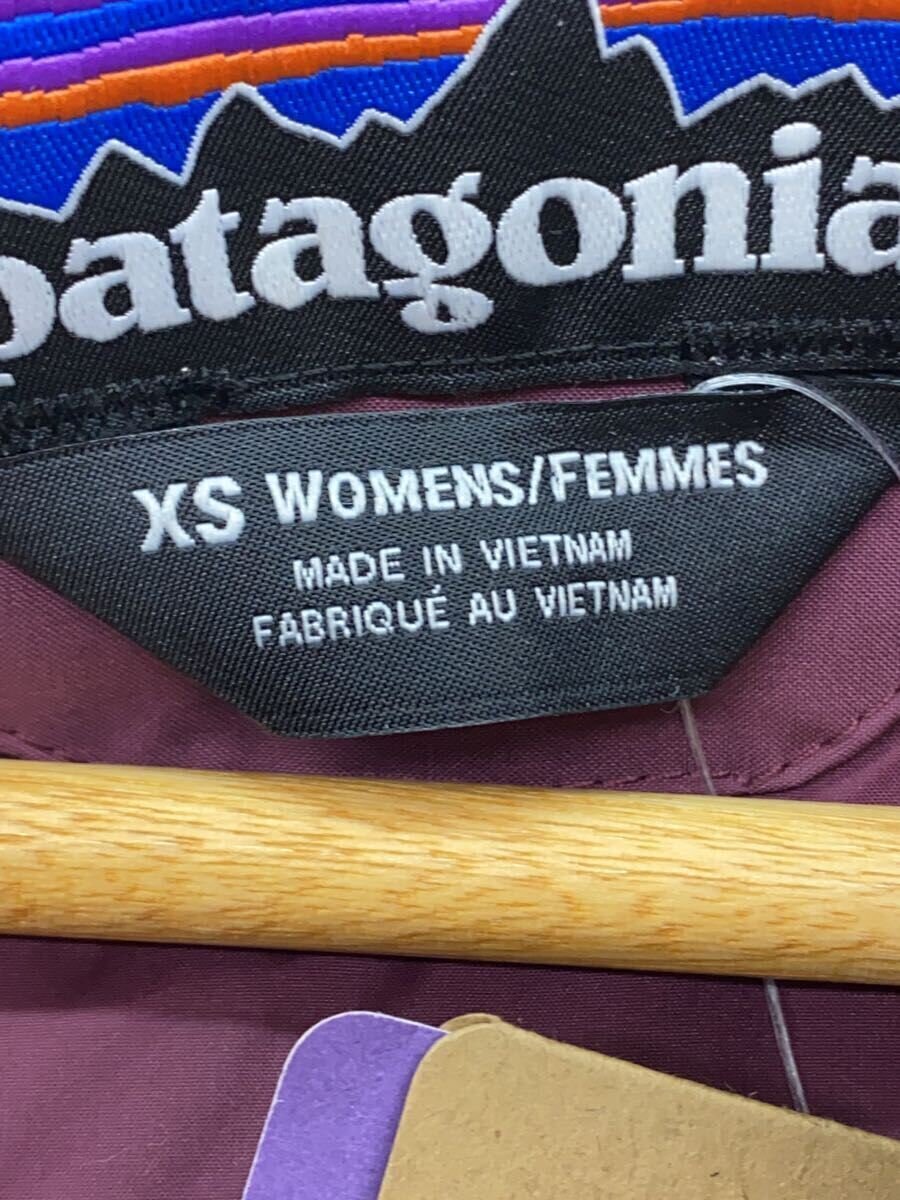 patagonia
XS WOMENS/FEMMES
MADE IN VIETNAM
FABRIQUÉ AU VIETNAM